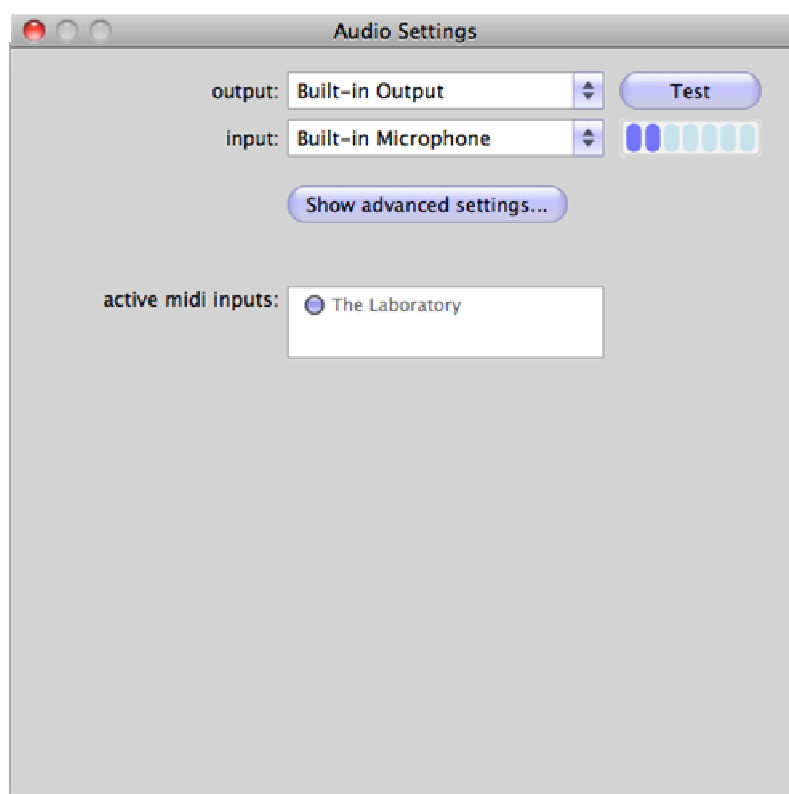 Audio Settings
output: Built-in Output Test
input: Built-in Microphone
Show advanced settings...
active midi inputs: The Laboratory